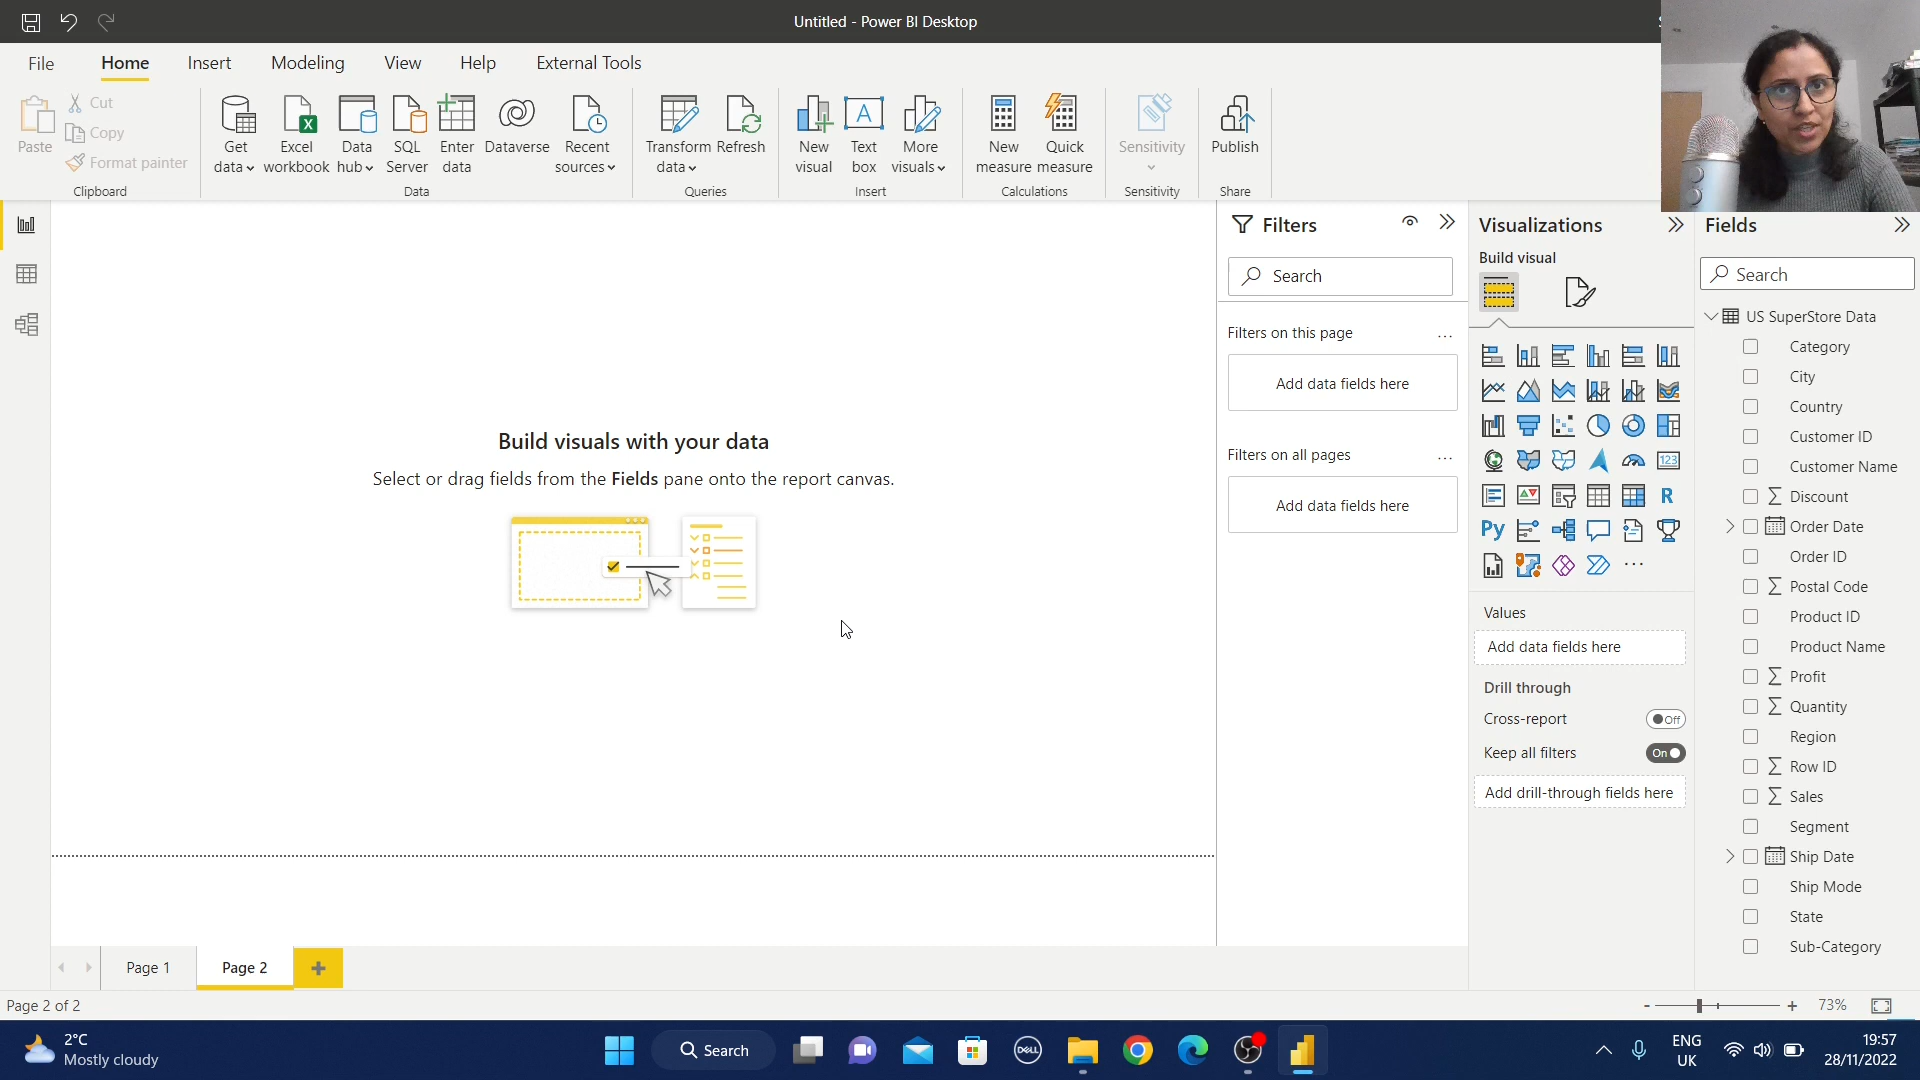 Untitled - Power BI Desktop
File Home Insert Modeling View Help External Tools
Paste
Cut
Copy
Format painter
Clipboard
Get data
Excel workbook
Data hub
SQL Server
Enter data
Dataverse
Recent sources
Data
Transform data
Refresh
Queries
New visual
Text box
More visuals
Insert
New measure
Quick measure
Calculations
Sensitivity
Sensitivity
Publish
Share
Build visuals with your data
Select or drag fields from the Fields pane onto the report canvas.
Filters
Search
Filters on this page ...
Add data fields here
Filters on all pages ...
Add data fields here
Visualizations
Build visual
123
R
Py
...
Values
Add data fields here
Drill through
Cross-report Off
Keep all filters On
Add drill-through fields here
Fields
Search
US SuperStore Data
Category
City
Country
Customer ID
Customer Name
∑ Discount
Order Date
Order ID
∑ Postal Code
Product ID
Product Name
∑ Profit
∑ Quantity
Region
∑ Row ID
∑ Sales
Segment
Ship Date
Ship Mode
State
Sub-Category
Page 1 Page 2 +
Page 2 of 2
- + 73%
2°C
Mostly cloudy
Search
DELL
ENG
UK
19:57
28/11/2022